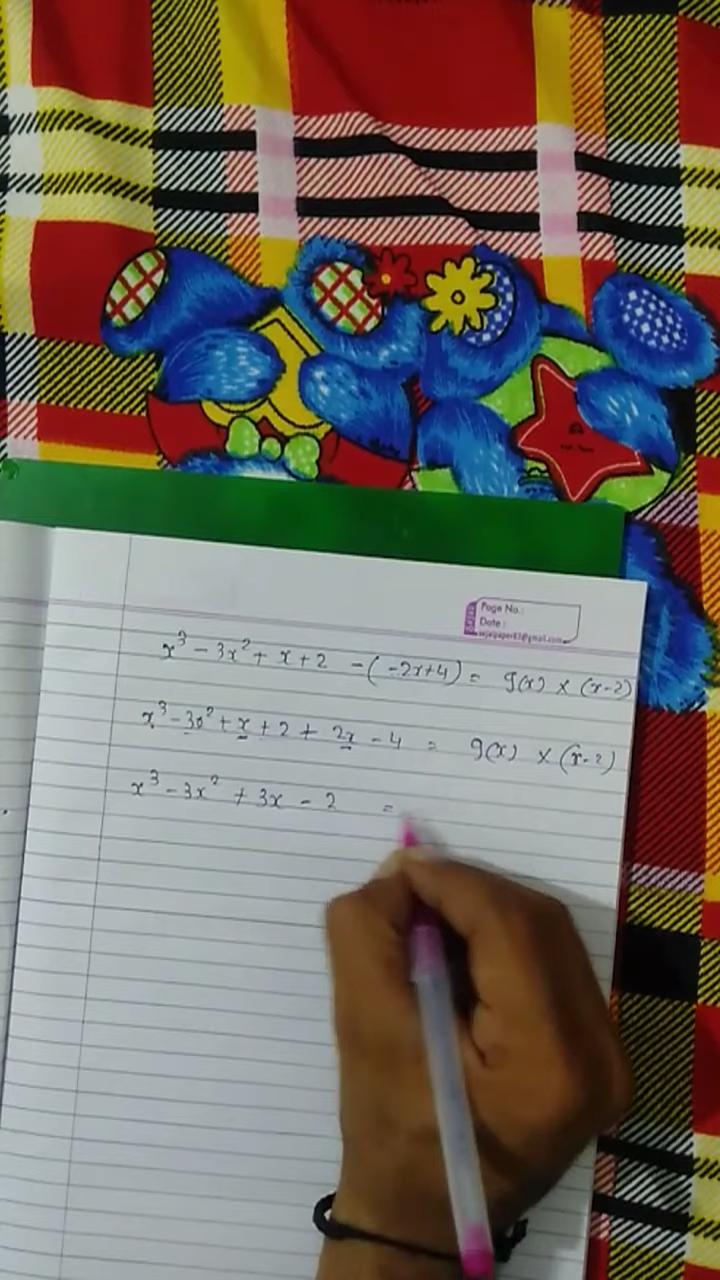 Page No.:
Date:
x³ - 3x² + x + 2 - (-2x+4) = g(x) × (x-2)
x³ - 3x² + x + 2 + 2x - 4 = g(x) × (x-2)
x³ - 3x² + 3x - 2 =